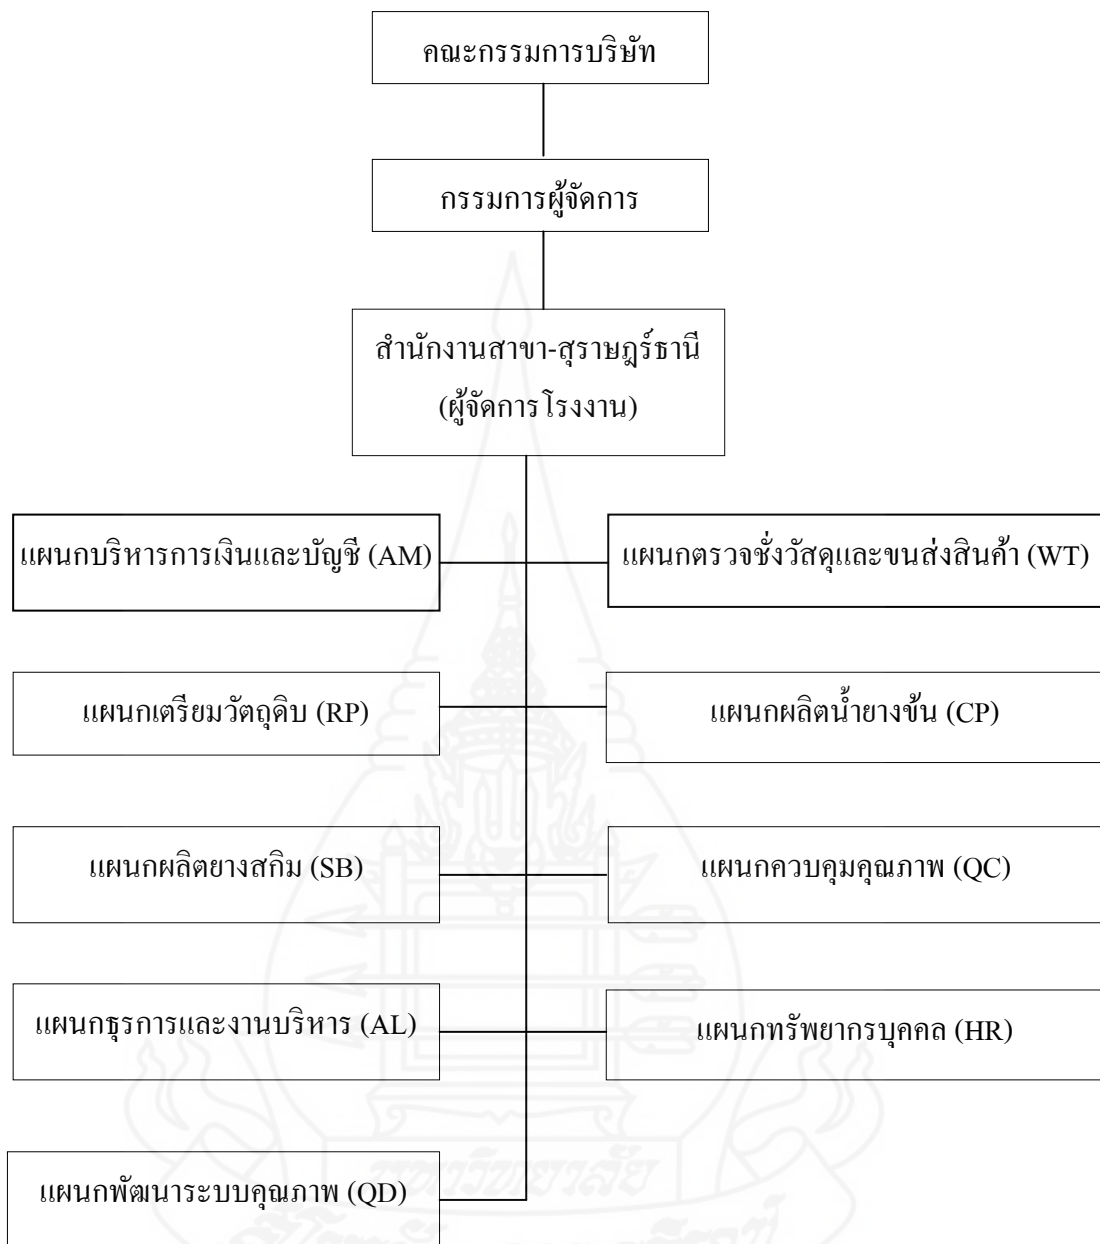 คณะกรรมการบริษัท
กรรมการผู้จัดการ
สำนักงานสาขา-สุราษฎร์ธานี
(ผู้จัดการโรงงาน)
แผนกบริหารการเงินและบัญชี (AM)
แผนกตรวจชั่งวัสดุและขนส่งสินค้า (WT)
แผนกเตรียมวัตถุดิบ (RP)
แผนกผลิตน้ำยางข้น (CP)
แผนกผลิตยางสกิม (SB)
แผนกควบคุมคุณภาพ (QC)
แผนกธุรการและงานบริหาร (AL)
แผนกทรัพยากรบุคคล (HR)
มหาวิทยาลัย
แผนกพัฒนาระบบคุณภาพ (QD)